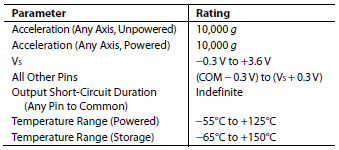 Parameter Rating
Acceleration (Any Axis, Unpowered) 10,000 g
Acceleration (Any Axis, Powered) 10,000 g
VS −0.3 V to +3.6 V
All Other Pins (COM − 0.3 V) to (VS + 0.3 V)
Output Short-Circuit Duration Indefinite
(Any Pin to Common)
Temperature Range (Powered) −55°C to +125°C
Temperature Range (Storage) −65°C to +150°C